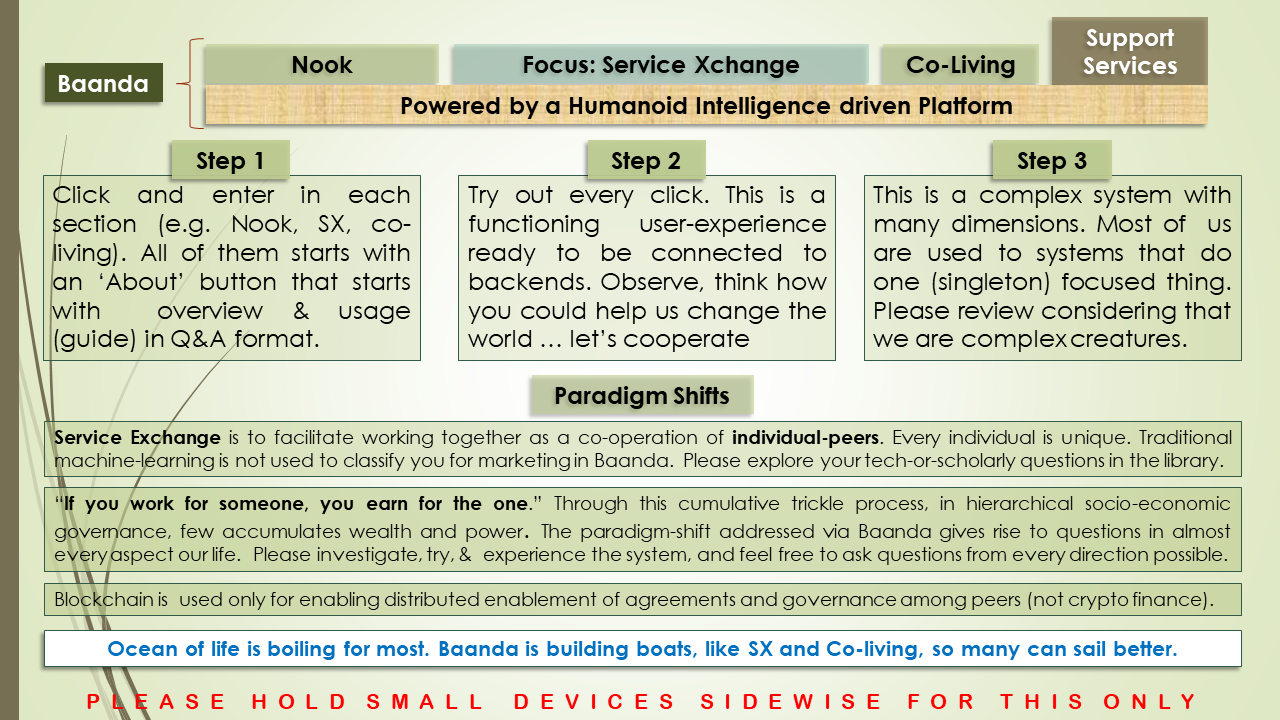 Baanda
Nook
Focus: Service Xchange
Co-Living
Support
Services
Powered by a Humanoid Intelligence driven Platform
Step 1
Click and enter in each
section (e.g. Nook, SX, co-
living). All of them starts with
an ‘About’ button that starts
with overview & usage
(guide) in Q&A format.
Step 2
Try out every click. This is a
functioning user-experience
ready to be connected to
backends. Observe, think how
you could help us change the
world … let’s cooperate
Step 3
This is a complex system with
many dimensions. Most of us
are used to systems that do
one (singleton) focused thing.
Please review considering that
we are complex creatures.
Paradigm Shifts
Service Exchange is to facilitate working together as a co-operation of individual-peers. Every individual is unique. Traditional
machine-learning is not used to classify you for marketing in Baanda. Please explore your tech-or-scholarly questions in the library.
“If you work for someone, you earn for the one.” Through this cumulative trickle process, in hierarchical socio-economic
governance, few accumulates wealth and power. The paradigm-shift addressed via Baanda gives rise to questions in almost
every aspect our life. Please investigate, try, & experience the system, and feel free to ask questions from every direction possible.
Blockchain is used only for enabling distributed enablement of agreements and governance among peers (not crypto finance).
Ocean of life is boiling for most. Baanda is building boats, like SX and Co-living, so many can sail better.
PLEASE HOLD SMALL DEVICES SIDEWISE FOR THIS ONLY